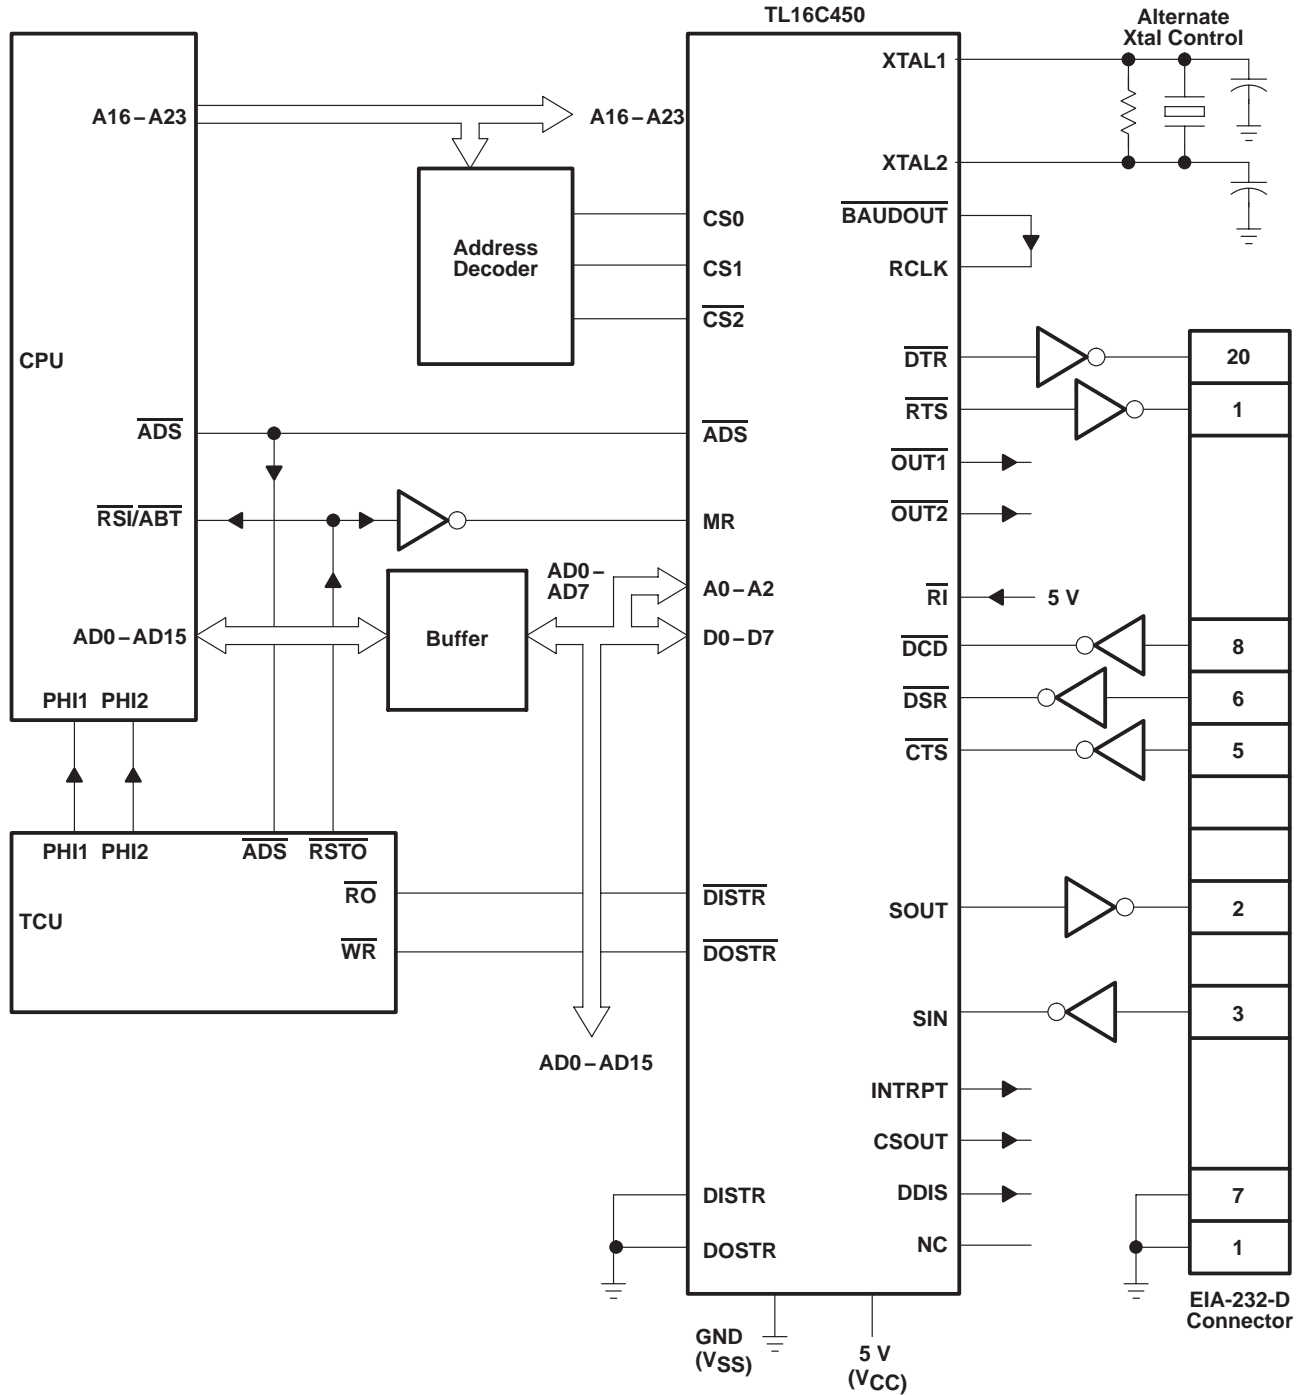 TL16C450
Alternate
Xtal Control
XTAL1
A16–A23
A16–A23
XTAL2
CS0
BAUDOUT
Address
Decoder
CS1
RCLK
CS2
CPU
DTR
20
ADS
ADS
RTS
1
OUT1
RSI/ABT
MR
OUT2
AD0–
AD7
A0–A2
RI
5 V
AD0–AD15
Buffer
D0–D7
DCD
8
PHI1 PHI2
DSR
6
CTS
5
PHI1 PHI2
ADS
RSTO
RO
DISTR
SOUT
2
TCU
WR
DOSTR
SIN
3
AD0–AD15
INTRPT
CSOUT
DISTR
DDIS
7
DOSTR
NC
1
EIA-232-D
Connector
GND
(VSS)
5 V
(VCC)